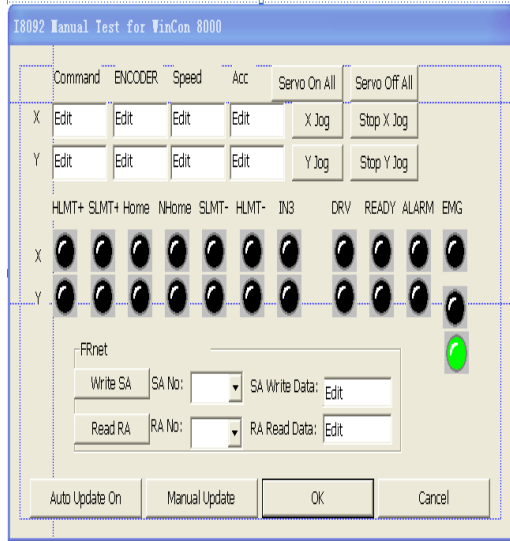 I8092 Manual Test for WinCon 8000
Command ENCODER Speed Acc Servo On All Servo Off All
X Edit Edit Edit Edit X Jog Stop X Jog
Y Edit Edit Edit Edit Y Jog Stop Y Jog
HLMT+ SLMT+ Home NHome SLMT- HLMT- IN3 DRV READY ALARM EMG
X
Y
FRnet
Write SA SA No: SA Write Data: Edit
Read RA RA No: RA Read Data: Edit
Auto Update On Manual Update OK Cancel